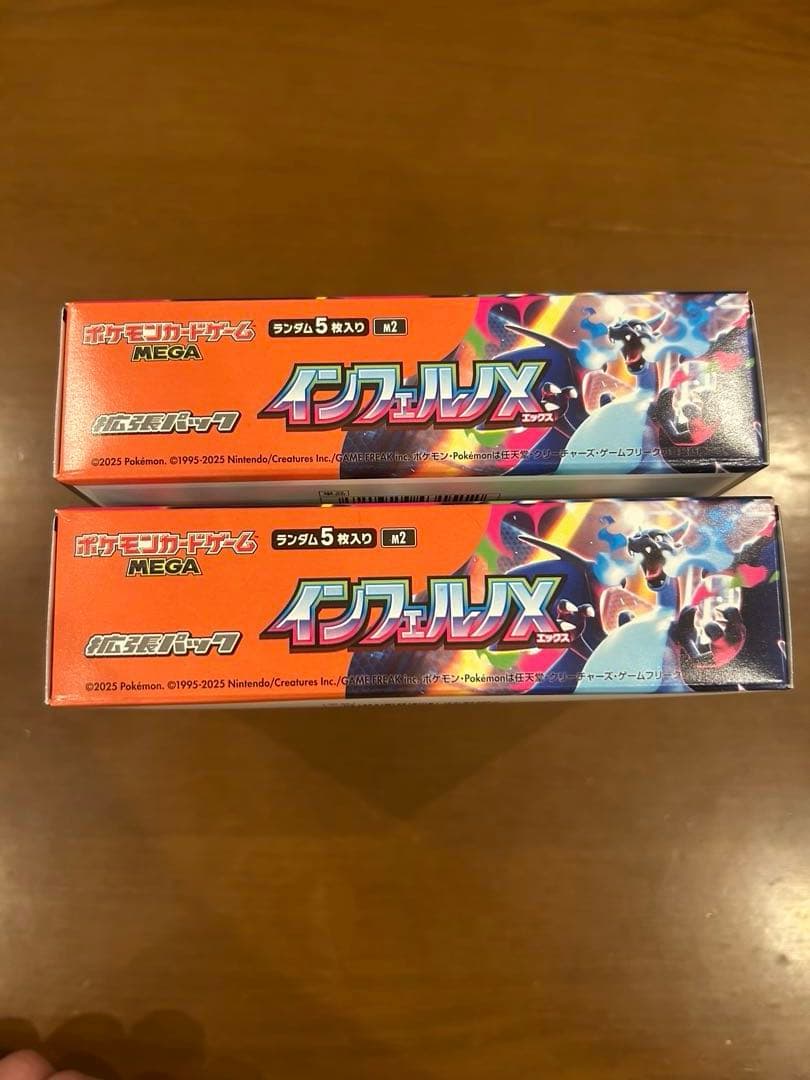 ポケモンカードゲーム
MEGA
ランダム5枚入り M2
インフェルノX
エックス
拡張パック
©2025 Pokémon. ©1995-2025 Nintendo/Creatures Inc./GAME FREAK inc. ポケモン・Pokémonは任天堂・クリーチャーズ・ゲームフリークの
ポケモンカードゲーム
MEGA
ランダム5枚入り M2
インフェルノX
エックス
拡張パック
©2025 Pokémon. ©1995-2025 Nintendo/Creatures Inc./GAME FREAK inc. ポケモン・Pokémonは任天堂・クリーチャーズ・ゲームフリーク